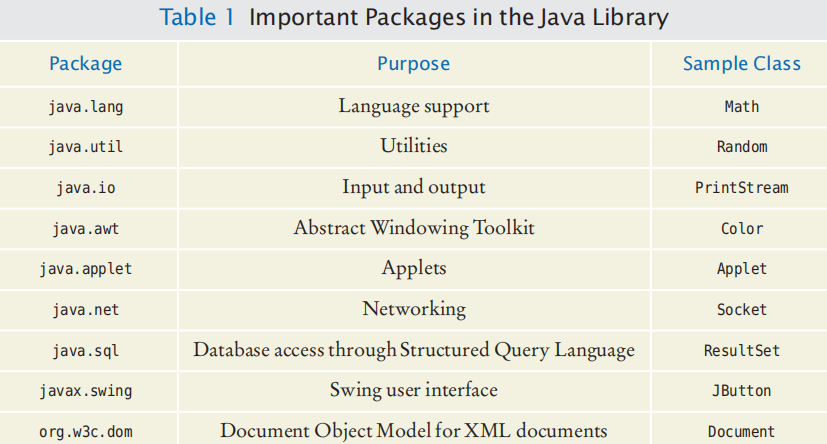 Table 1 Important Packages in the Java Library
Package Purpose Sample Class
java.lang Language support Math
java.util Utilities Random
java.io Input and output PrintStream
java.awt Abstract Windowing Toolkit Color
java.applet Applets Applet
java.net Networking Socket
java.sql Database access through Structured Query Language ResultSet
javax.swing Swing user interface JButton
org.w3c.dom Document Object Model for XML documents Document